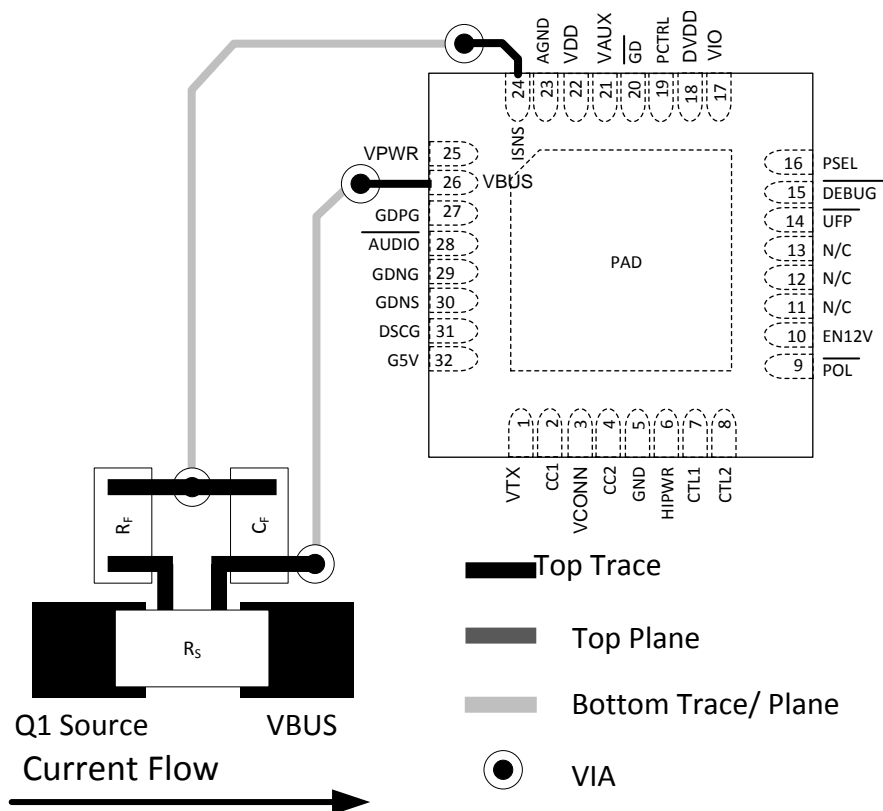 AGND
VDD
VAUX
GD
PCTRL
DVDD
VIO
24
23
22
21
20
19
18
17
ISNS
VPWR 25
26 VBUS
GDPG 27
AUDIO 28
GDNG 29
GDNS 30
DSCG 31
G5V 32
PAD
16 PSEL
15 DEBUG
14 UFP
13 N/C
12 N/C
11 N/C
10 EN12V
9 POL
1
2
3
4
5
6
7
8
VTX
CC1
VCONN
CC2
GND
HIPWR
CTL1
CTL2
RF
CF
RS
Q1 Source
VBUS
Current Flow
Top Trace
Top Plane
Bottom Trace/ Plane
VIA